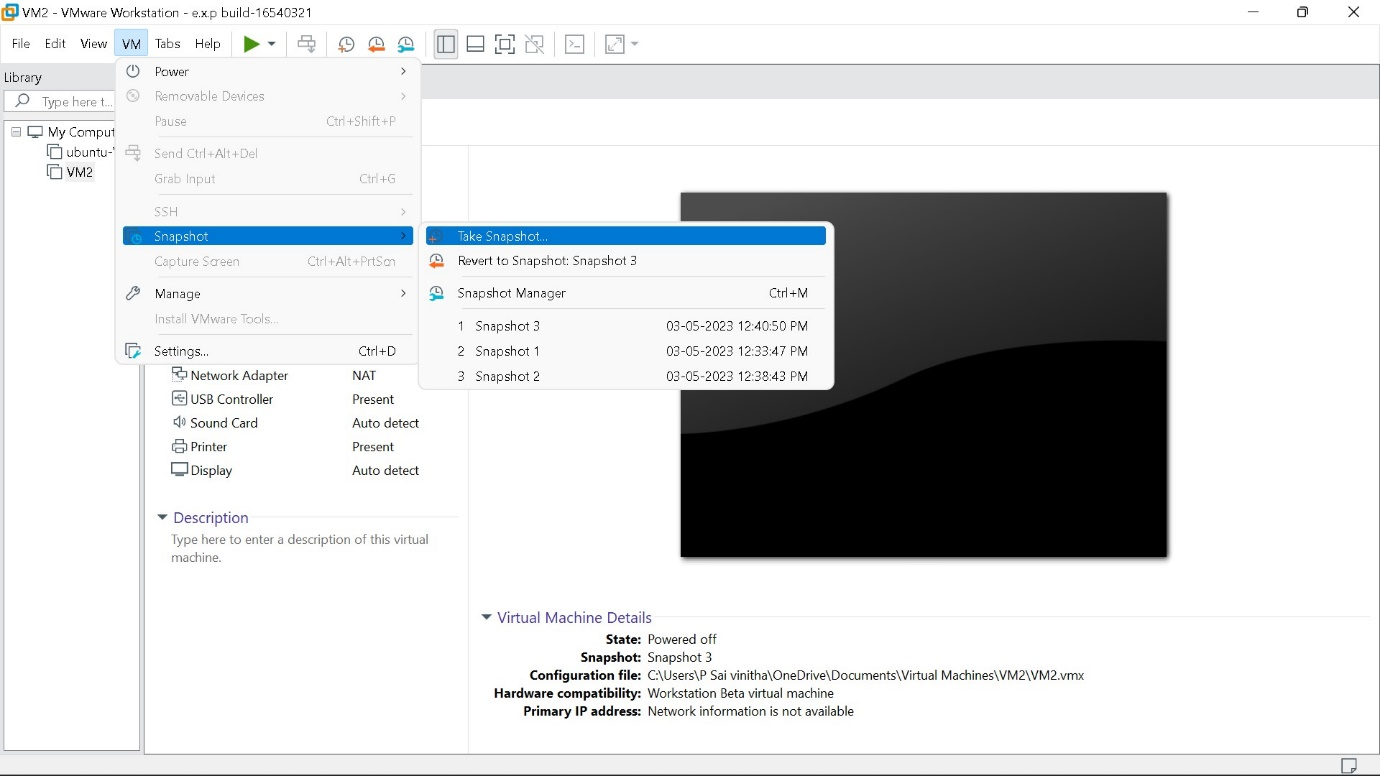 VM2 - VMware Workstation - e.x.p build-16540321
File Edit View VM Tabs Help
Library
Type here t...
My Comput
ubuntu-
VM2
Power
Removable Devices
Pause Ctrl+Shift+P
Send Ctrl+Alt+Del
Grab Input Ctrl+G
SSH
Snapshot
Capture Screen Ctrl+Alt+PrtScn
Manage
Install VMware Tools...
Settings... Ctrl+D
Take Snapshot...
Revert to Snapshot: Snapshot 3
Snapshot Manager Ctrl+M
1 Snapshot 3 03-05-2023 12:40:50 PM
2 Snapshot 1 03-05-2023 12:33:47 PM
3 Snapshot 2 03-05-2023 12:38:43 PM
Network Adapter NAT
USB Controller Present
Sound Card Auto detect
Printer Present
Display Auto detect
Description
Type here to enter a description of this virtual
machine.
Virtual Machine Details
State: Powered off
Snapshot: Snapshot 3
Configuration file: C:\Users\P Sai vinitha\OneDrive\Documents\Virtual Machines\VM2\VM2.vmx
Hardware compatibility: Workstation Beta virtual machine
Primary IP address: Network information is not available